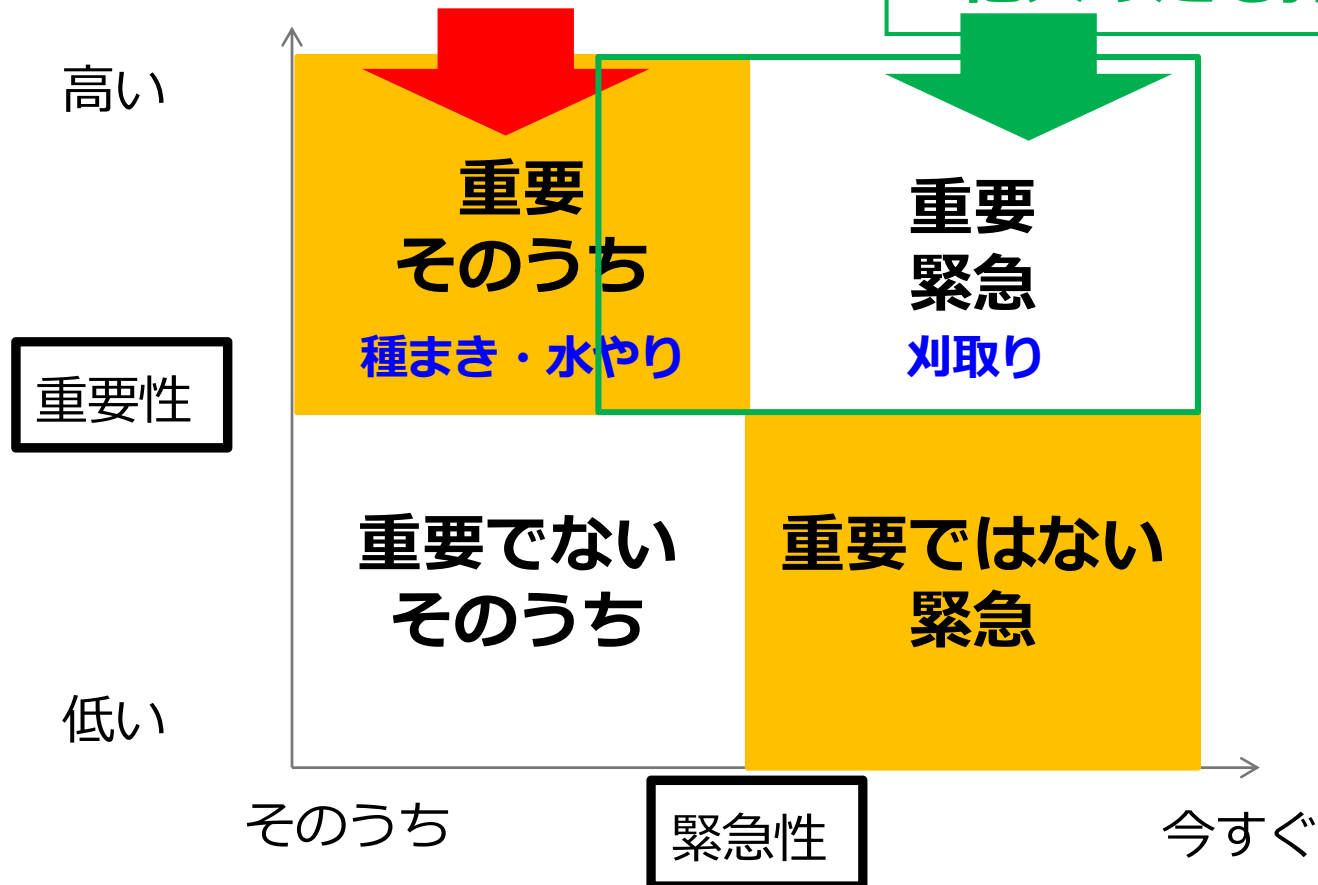 高い
重要
そのうち
種まき・水やり
重要
緊急
刈取り
重要性
重要でない
そのうち
重要ではない
緊急
低い
そのうち
緊急性
今すぐ